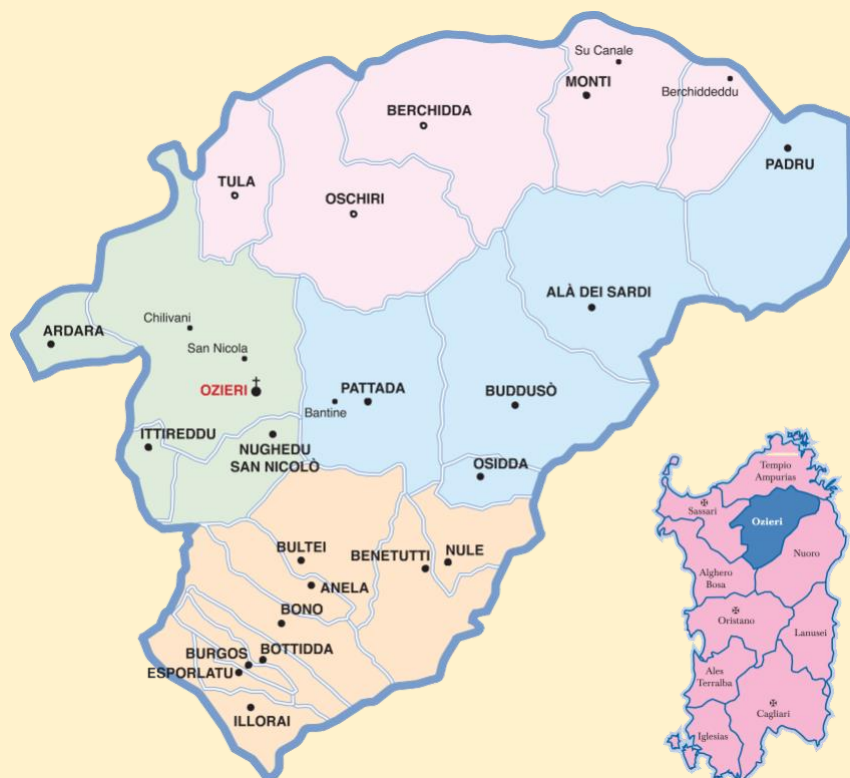 Su Canale
MONTI
Berchiddeddu
BERCHIDDA
PADRU
TULA
OSCHIRI
ALÀ DEI SARDI
Chilivani
ARDARA
San Nicola
OZIERI
PATTADA
Bantine
BUDDUSÒ
ITTIREDDU
NUGHEDU
SAN NICOLÒ
OSIDDA
BULTEI
BENETUTTI
NULE
ANELA
BONO
BURGOS
BOTTIDDA
ESPORLATU
ILLORAI
Tempio
Ampurias
Sassari
Ozieri
Nuoro
Alghero
Bosa
Oristano
Lanusei
Ales
Terralba
Cagliari
Iglesias